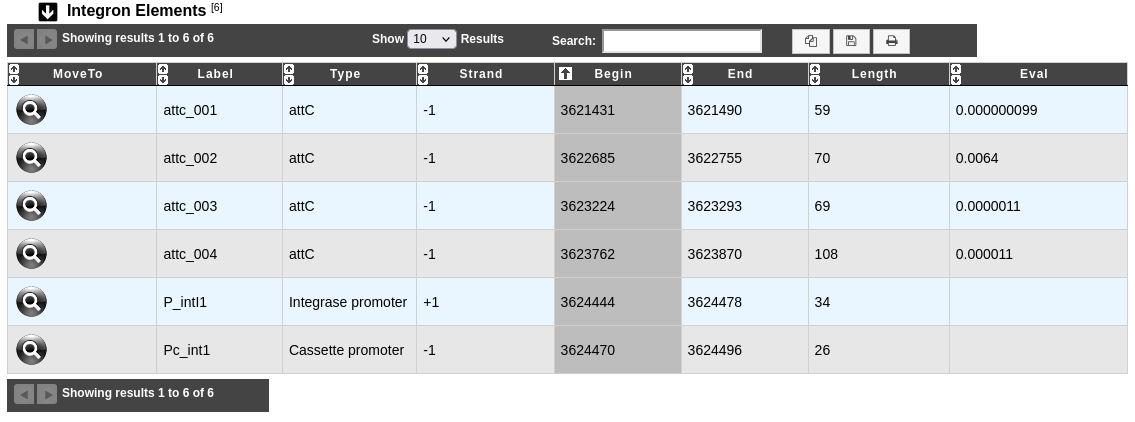 Integron Elements [6]
Showing results 1 to 6 of 6 Show 10 Results Search:
MoveTo Label Type Strand Begin End Length Eval
attc_001 attC -1 3621431 3621490 59 0.000000099
attc_002 attC -1 3622685 3622755 70 0.0064
attc_003 attC -1 3623224 3623293 69 0.0000011
attc_004 attC -1 3623762 3623870 108 0.000011
P_intI1 Integrase promoter +1 3624444 3624478 34
Pc_int1 Cassette promoter -1 3624470 3624496 26
Showing results 1 to 6 of 6